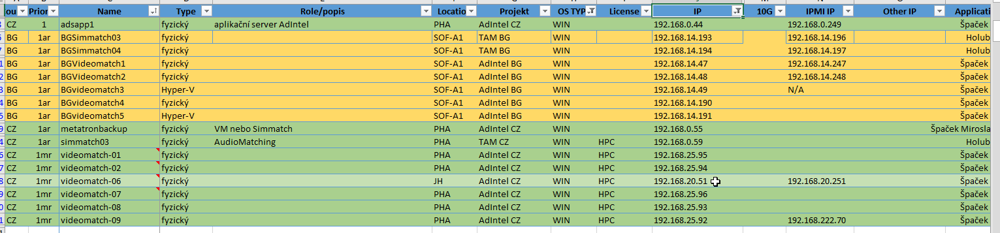 ou Prior Name Type Role/popis Locatio Projekt OS TYP License IP 10G IPMI IP Other IP Applicati
CZ 1 adsapp1 fyzický aplikační server AdIntel PHA AdIntel CZ WIN 192.168.0.44 192.168.0.249 Špaček
BG 1ar BGSimmatch03 fyzický SOF-A1 TAM BG WIN 192.168.14.193 192.168.14.196 Holub
BG 1ar BGSimmatch04 fyzický SOF-A1 TAM BG WIN 192.168.14.194 192.168.14.197 Holub
BG 1ar BGVideomatch1 fyzický SOF-A1 AdIntel BG WIN 192.168.14.47 192.168.14.247 Špaček
BG 1ar BGVideomatch2 fyzický SOF-A1 AdIntel BG WIN 192.168.14.48 192.168.14.248 Špaček
BG 1ar BGvideomatch3 Hyper-V SOF-A1 AdIntel BG WIN 192.168.14.49 N/A Špaček
BG 1ar BGvideomatch4 fyzický SOF-A1 AdIntel BG WIN 192.168.14.190 Špaček
BG 1ar BGvideomatch5 Hyper-V SOF-A1 AdIntel BG WIN 192.168.14.191 Špaček
CZ 1ar metatronbackup fyzický VM nebo Simmatch PHA AdIntel CZ WIN 192.168.0.55 Špaček Mirosla
CZ 1ar simmatch03 fyzický AudioMatching PHA TAM CZ WIN HPC 192.168.0.59 Holub
CZ 1mr videomatch-01 fyzický PHA AdIntel CZ WIN HPC 192.168.25.95 Špaček
CZ 1mr videomatch-02 fyzický PHA AdIntel CZ WIN HPC 192.168.25.94 Špaček
CZ 1mr videomatch-06 fyzický JH AdIntel CZ WIN HPC 192.168.20.51 192.168.20.251 Špaček
CZ 1mr videomatch-07 fyzický PHA AdIntel CZ WIN HPC 192.168.25.96 Špaček
CZ 1mr videomatch-08 fyzický PHA AdIntel CZ WIN HPC 192.168.25.93 Špaček
CZ 1mr videomatch-09 fyzický PHA AdIntel CZ WIN HPC 192.168.25.92 192.168.222.70 Špaček